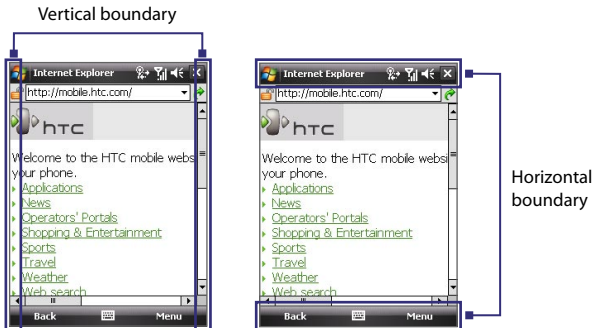 Vertical boundary
Internet Explorer
http://mobile.htc.com/
hTC
Welcome to the HTC mobile webs
your phone.
Applications
News
Operators' Portals
Shopping & Entertainment
Sports
Travel
Weather
Web search
Back Menu
Internet Explorer
http://mobile.htc.com/
hTC
Welcome to the HTC mobile websi
your phone.
Applications
News
Operators' Portals
Shopping & Entertainment
Sports
Travel
Weather
Web search
Back Menu
Horizontal
boundary